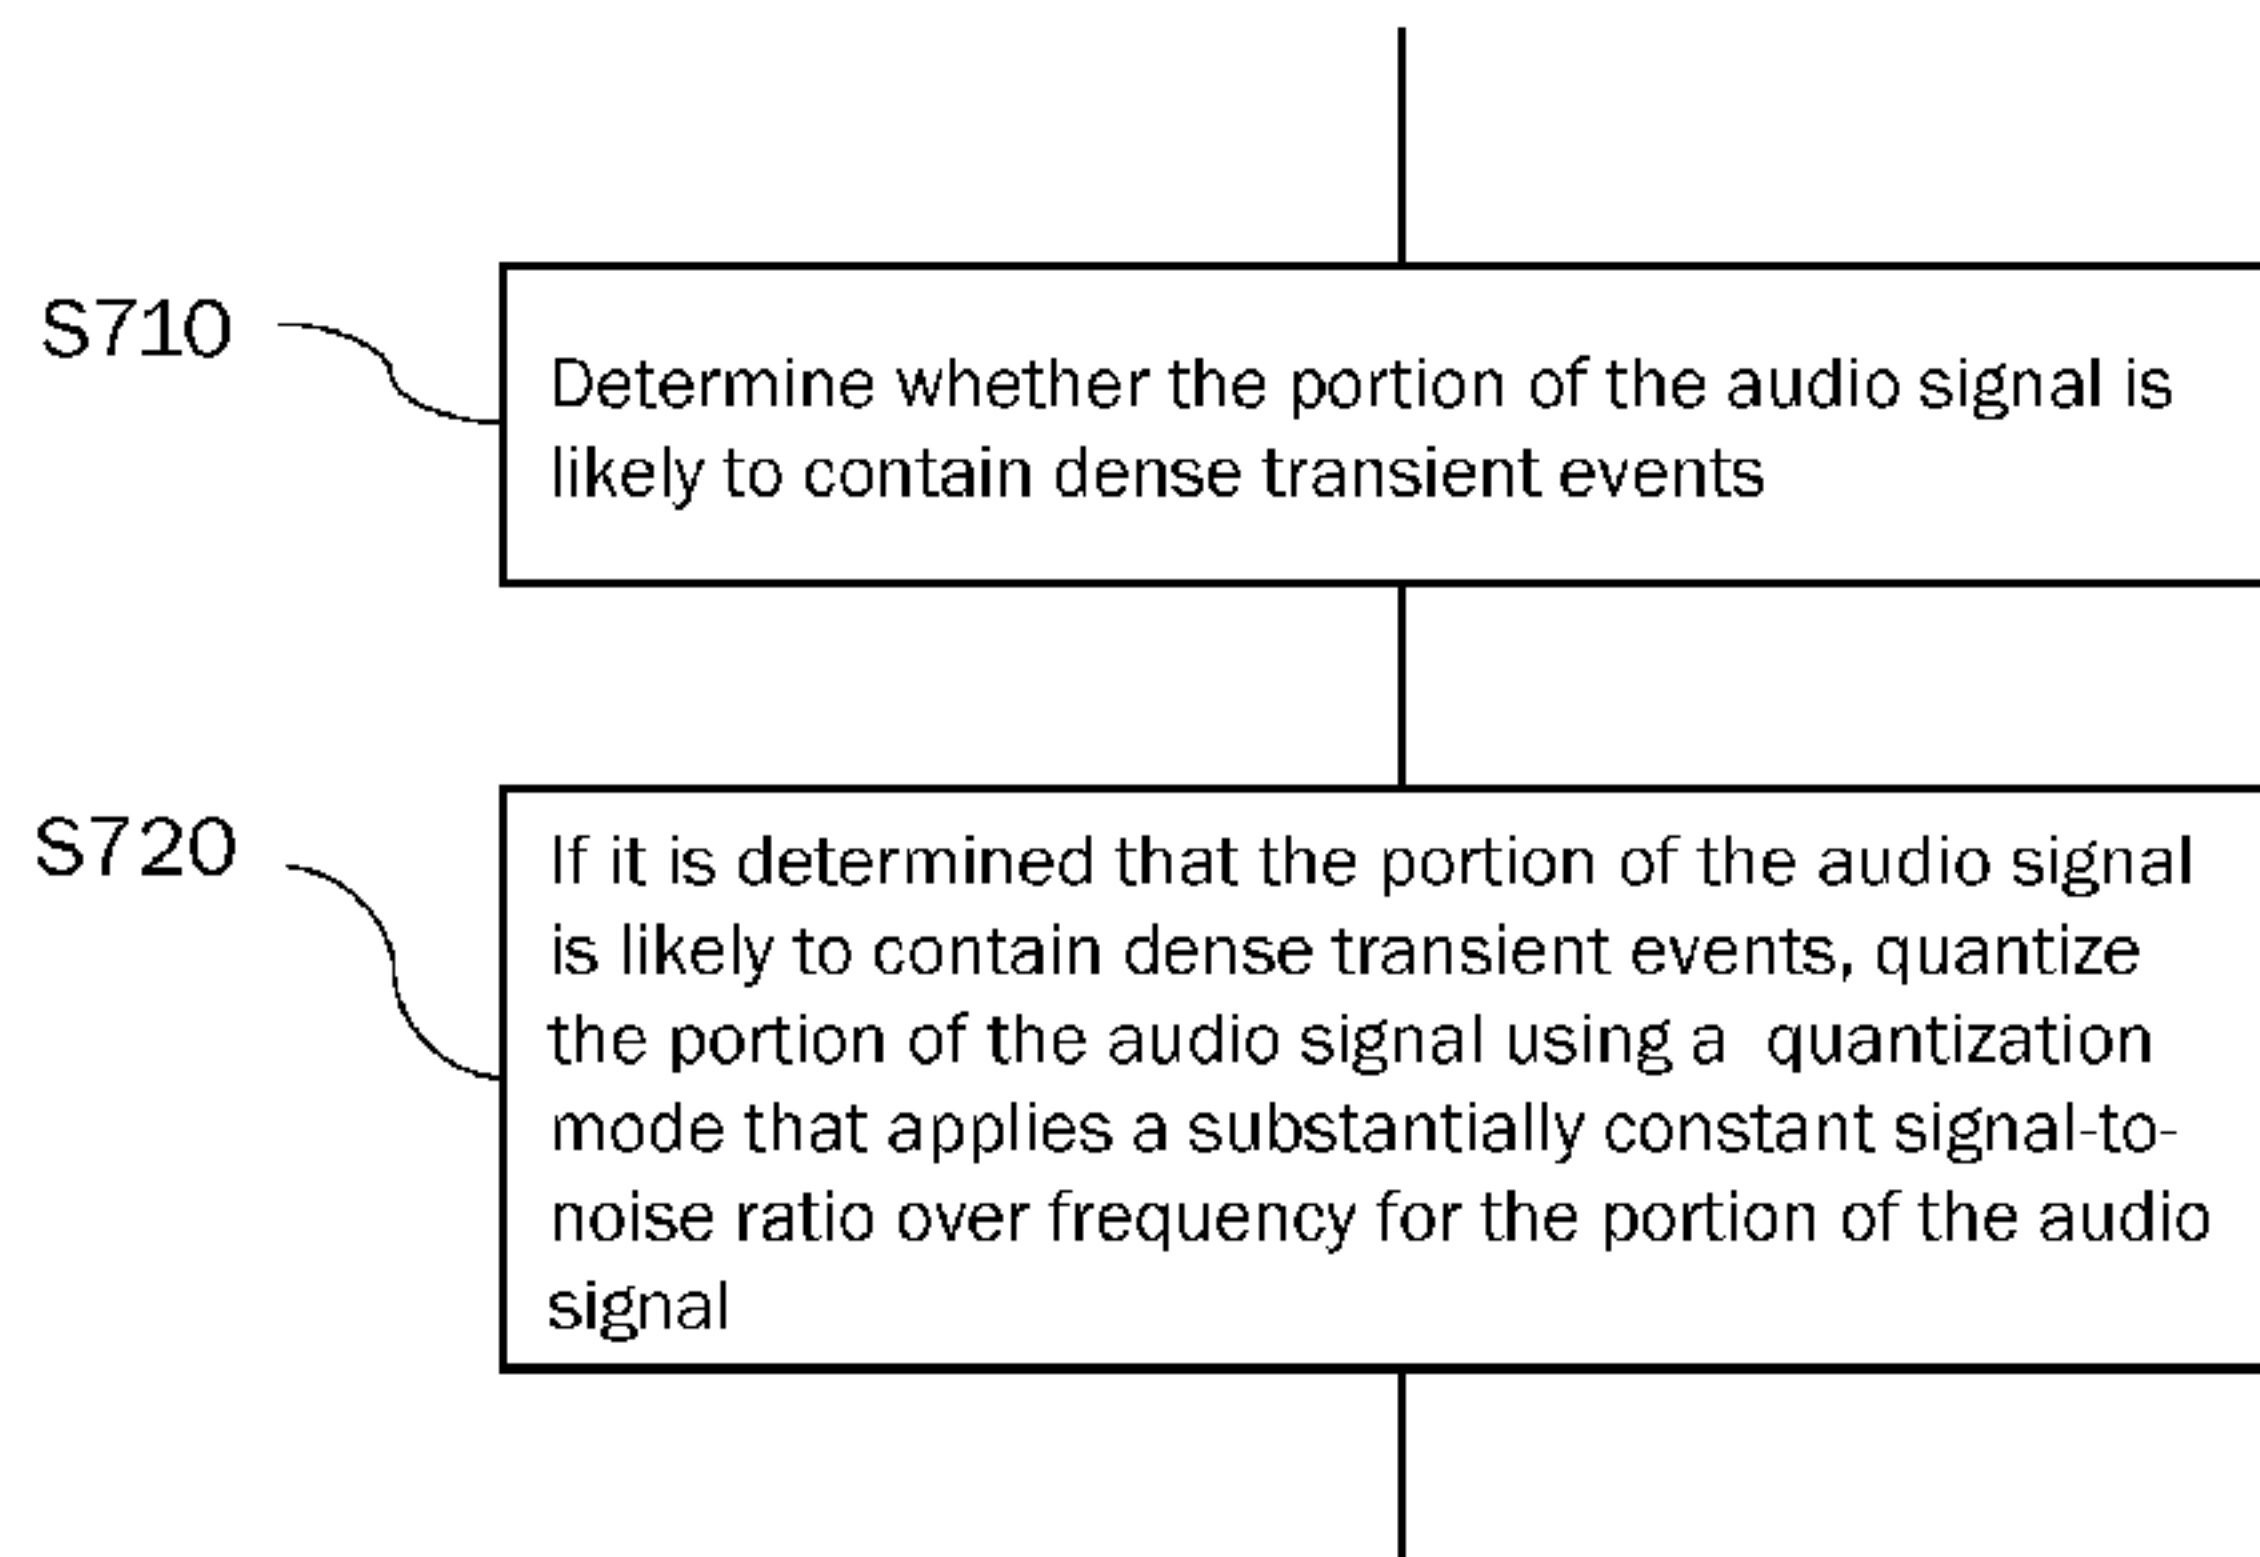 S710
Determine whether the portion of the audio signal is
likely to contain dense transient events
S720
If it is determined that the portion of the audio signal
is likely to contain dense transient events, quantize
the portion of the audio signal using a  quantization
mode that applies a substantially constant signal-to-
noise ratio over frequency for the portion of the audio
signal